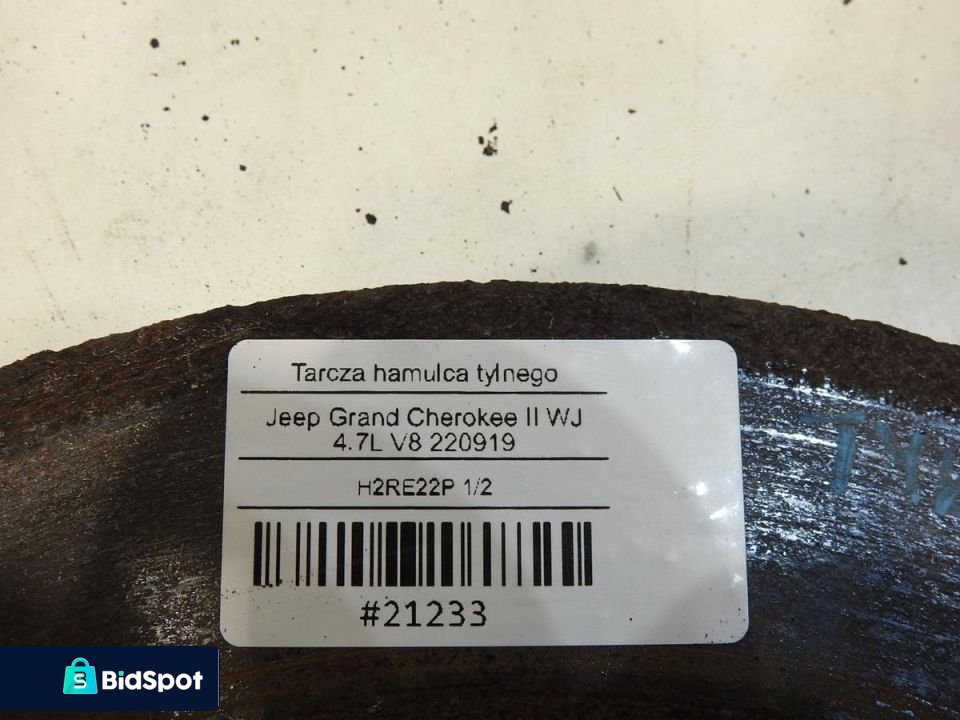 Tarcza hamulca tylnego
Jeep Grand Cherokee II WJ
4.7L V8 220919
H2RE22P 1/2
#21233
BidSpot